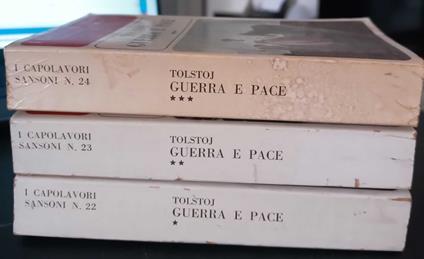 I CAPOLAVORI
SANSONI N. 24
TOLSTOJ
GUERRA E PACE
***
I CAPOLAVORI
SANSONI N. 23
TOLSTOJ
GUERRA E PACE
**
I CAPOLAVORI
SANSONI N. 22
TOLSTOJ
GUERRA E PACE
*